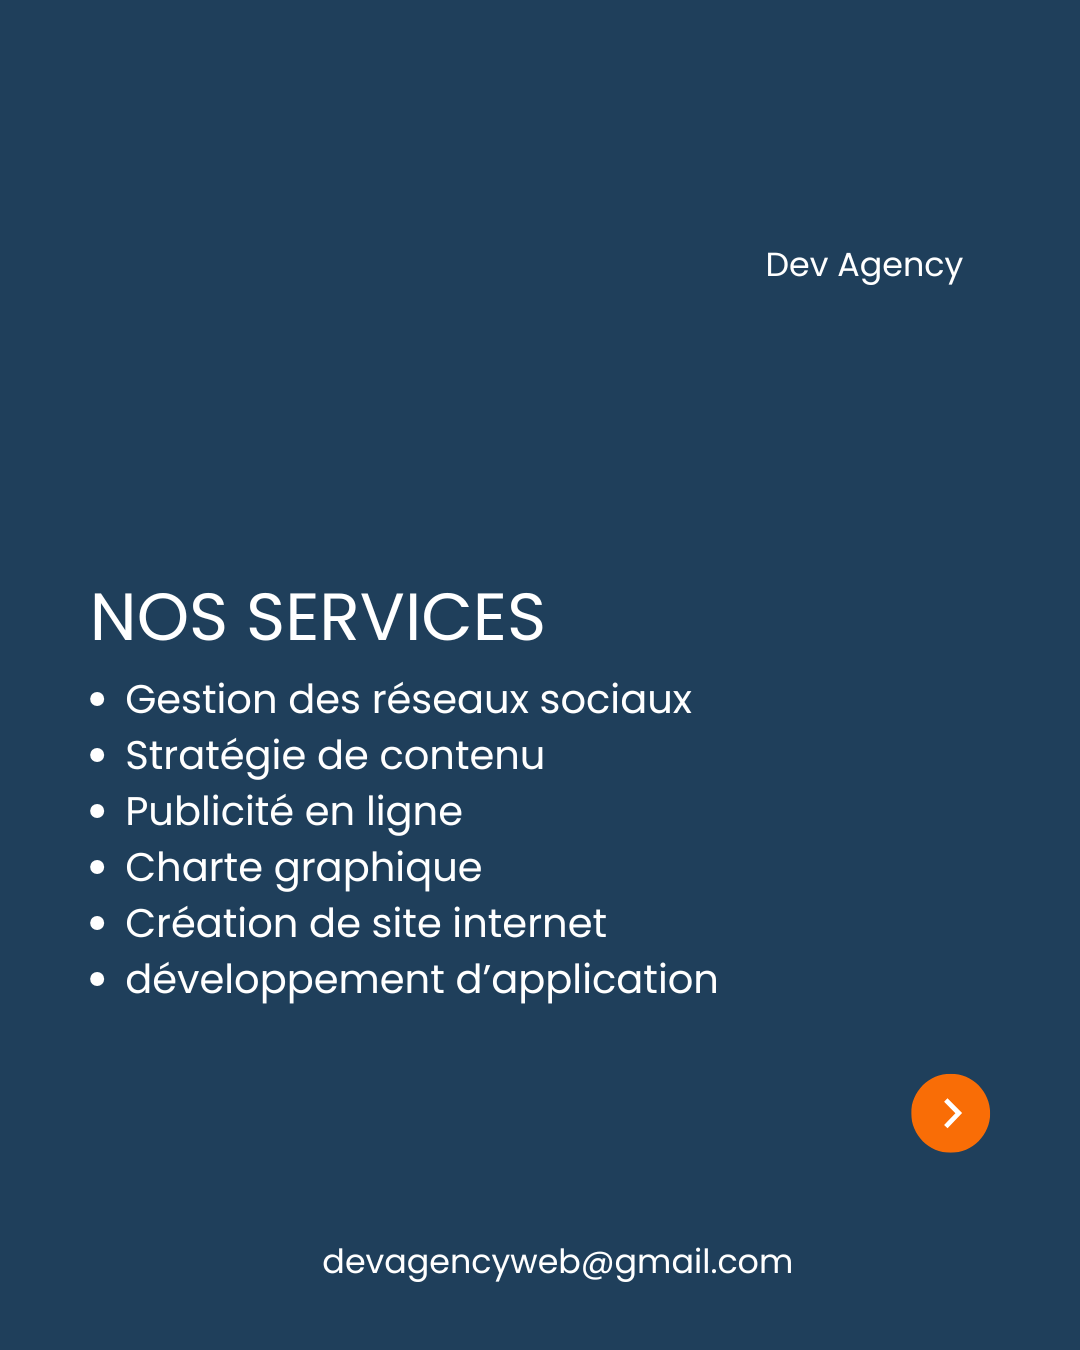 Dev Agency
NOS SERVICES
• Gestion des réseaux sociaux
• Stratégie de contenu
• Publicité en ligne
• Charte graphique
• Création de site internet
• développement d’application
devagencyweb@gmail.com